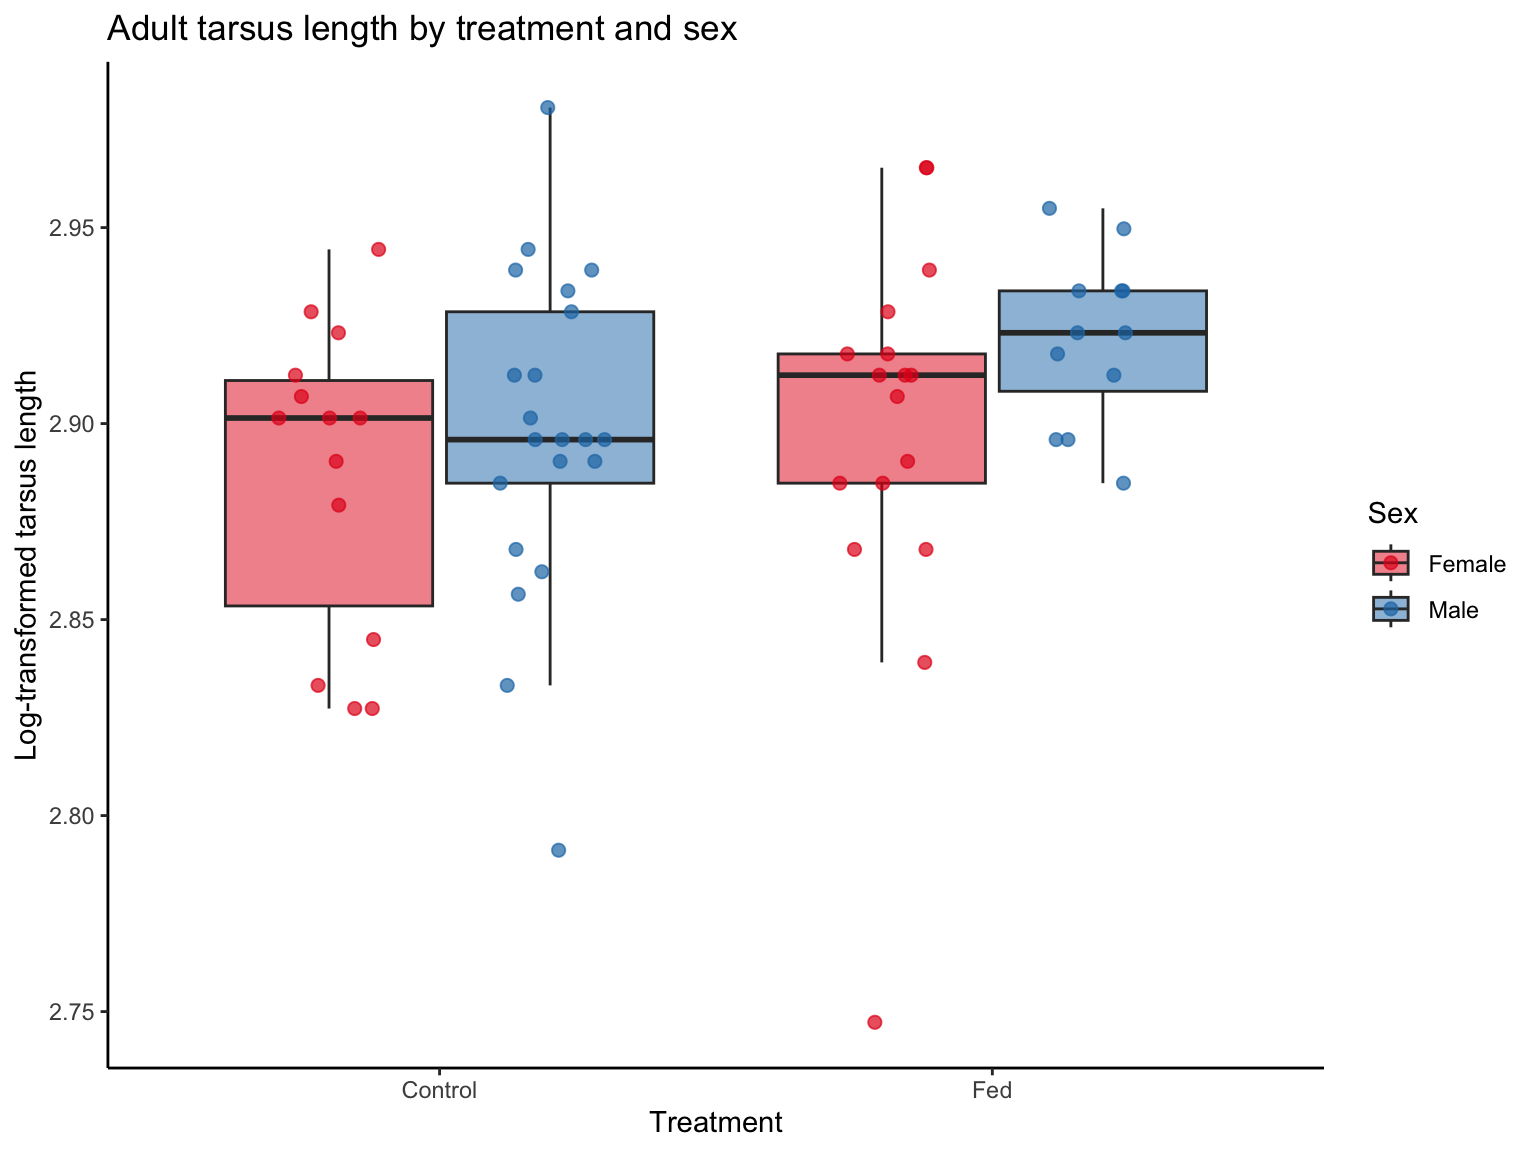 Adult tarsus length by treatment and sex
Log-transformed tarsus length
2.95
2.90
2.85
2.80
2.75
Control
Fed
Treatment
Sex
Female
Male